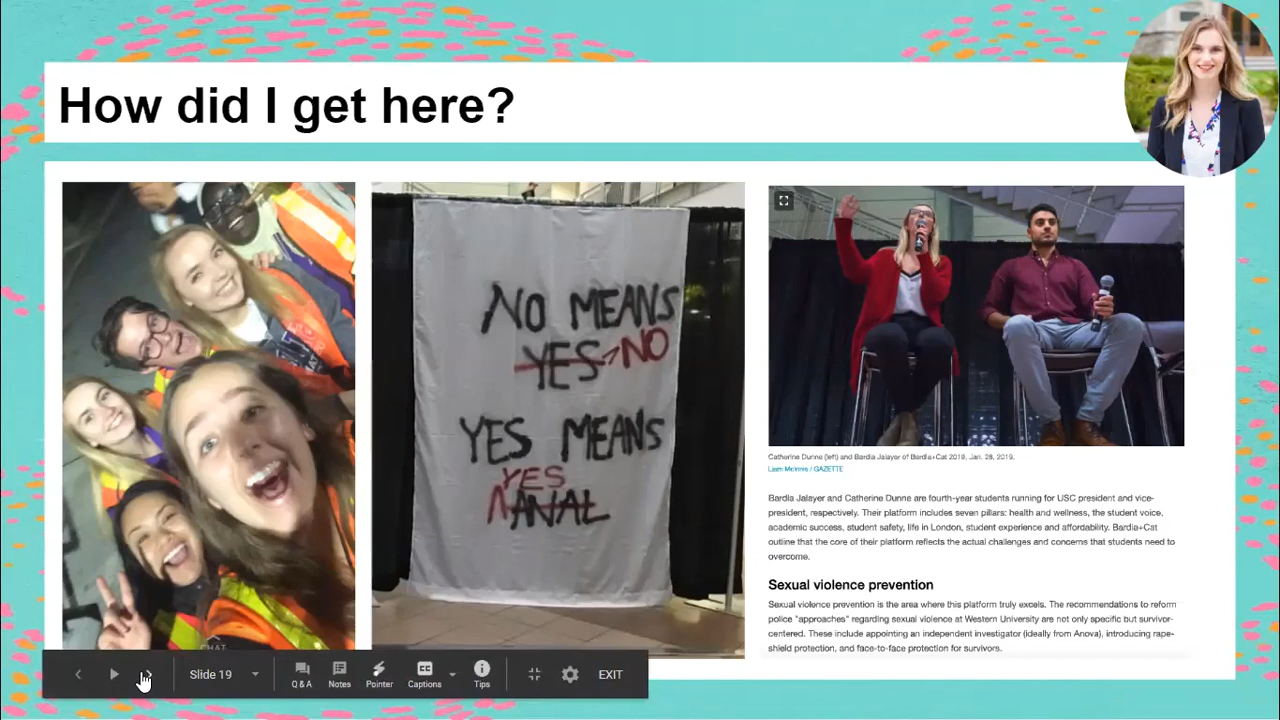 How did I get here?
NO MEANS
YES → NO
YES MEANS
YES
ANAL
Catherine Dunne (left) and Bardia Jalayer of Bardia+Cat 2019, Jan. 28, 2019.
Liam McInnis / GAZETTE
Bardia Jalayer and Catherine Dunne are fourth-year students running for USC president and vice-
president, respectively. Their platform includes seven pillars: health and wellness, the student voice,
academic success, student safety, life in London, student experience and affordability. Bardia+Cat
outline that the core of their platform reflects the actual challenges and concerns that students need to
overcome.
Sexual violence prevention
Sexual violence prevention is the area where this platform truly excels. The recommendations to reform
police "approaches" regarding sexual violence at Western University are not only specific but survivor-
centered. These include appointing an independent investigator (ideally from Anova), introducing rape-
shield protection, and face-to-face protection for survivors.
CHAT
Slide 19
Q & A
Notes
Pointer
Captions
Tips
EXIT